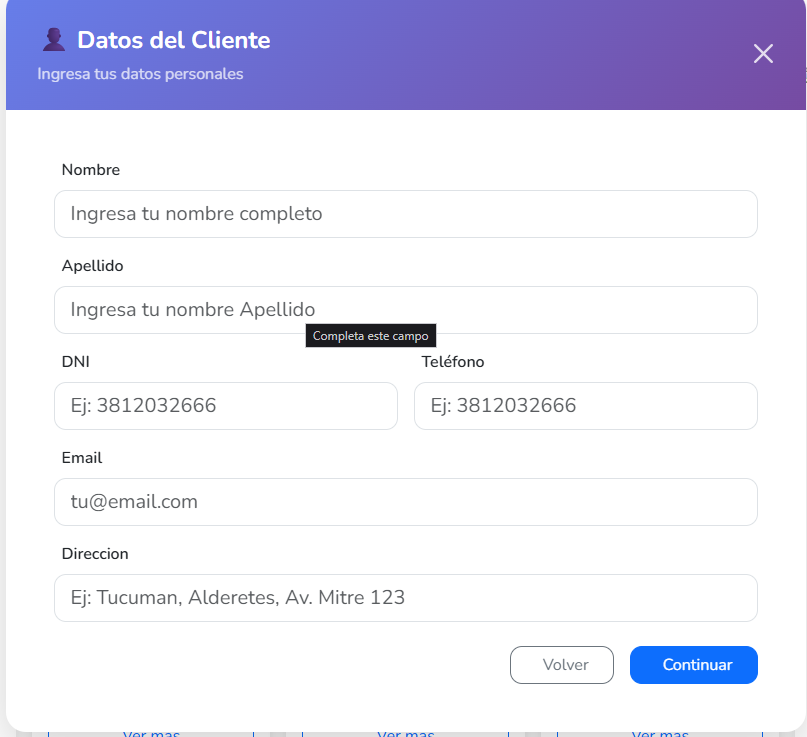 Datos del Cliente
Ingresa tus datos personales
Nombre
Ingresa tu nombre completo
Apellido
Ingresa tu nombre Apellido
Completa este campo
DNI
Teléfono
Ej: 3812032666
Ej: 3812032666
Email
tu@email.com
Direccion
Ej: Tucuman, Alderetes, Av. Mitre 123
Volver
Continuar
Ver mas
Ver mas
Ver mas